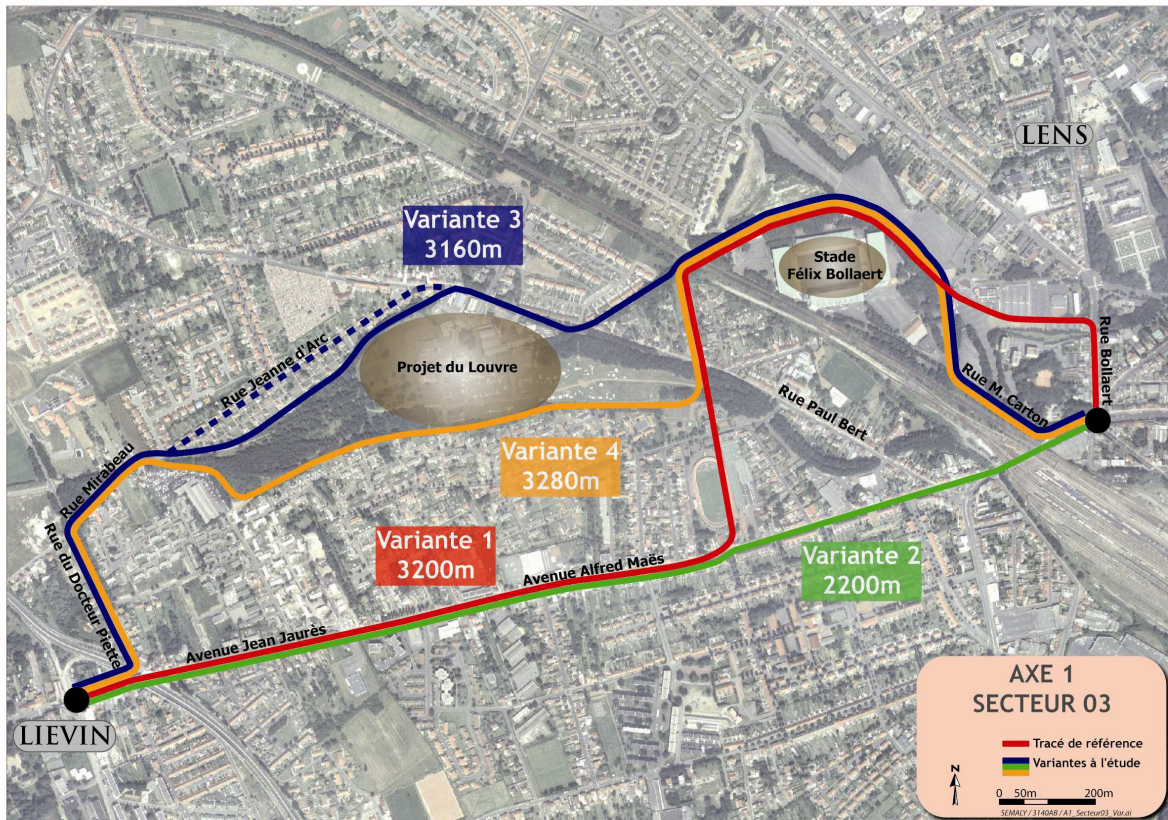 LENS
Variante 3
3160m
Stade
Félix Bollaert
Rue Bollaert
Rue Jeanne d'Arc
Projet du Louvre
Rue M. Carton
Rue Paul Bert
Rue Mirabeau
Variante 4
3280m
Rue du Docteur Piette
Variante 1
3200m
Avenue Alfred Maës
Variante 2
2200m
Avenue Jean Jaurès
LIEVIN
AXE 1
SECTEUR 03
Tracé de référence
Variantes à l'étude
N
0 50m 200m
SEMALY / 3140AB / A1_Secteur03_Var.ai